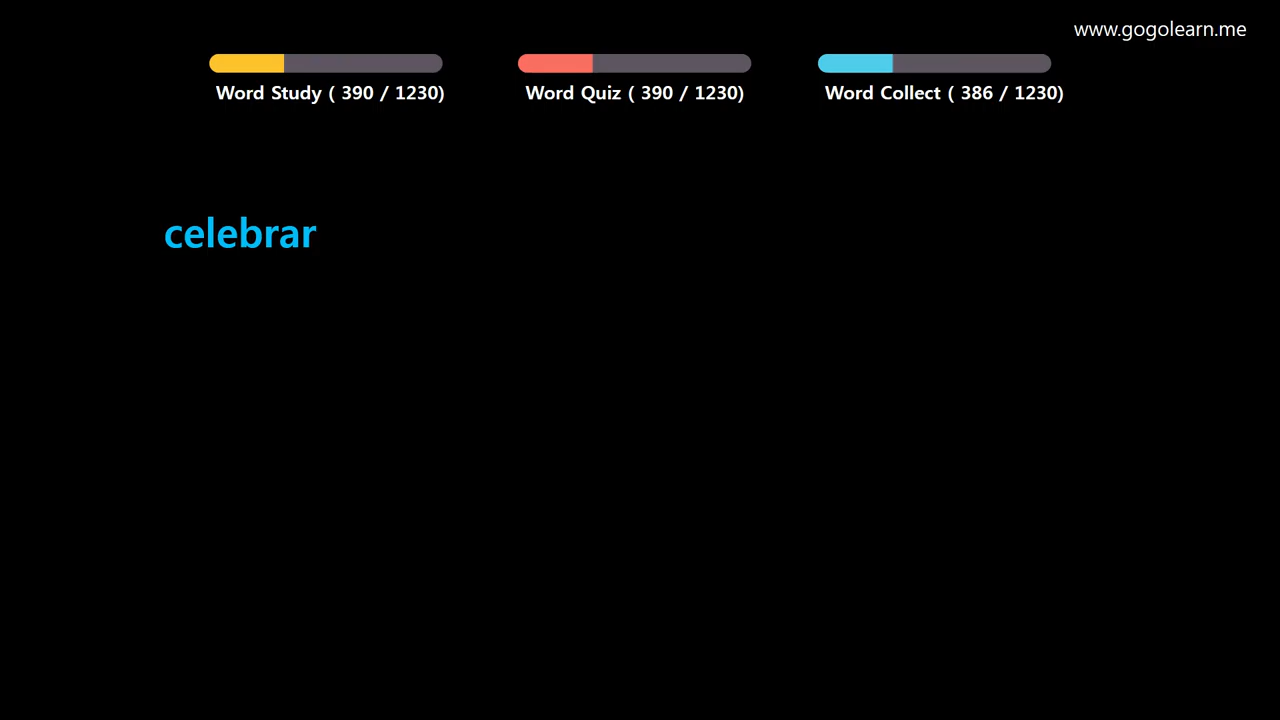 www.gogolearn.me
Word Study ( 390 / 1230)
Word Quiz ( 390 / 1230)
Word Collect ( 386 / 1230)
celebrar